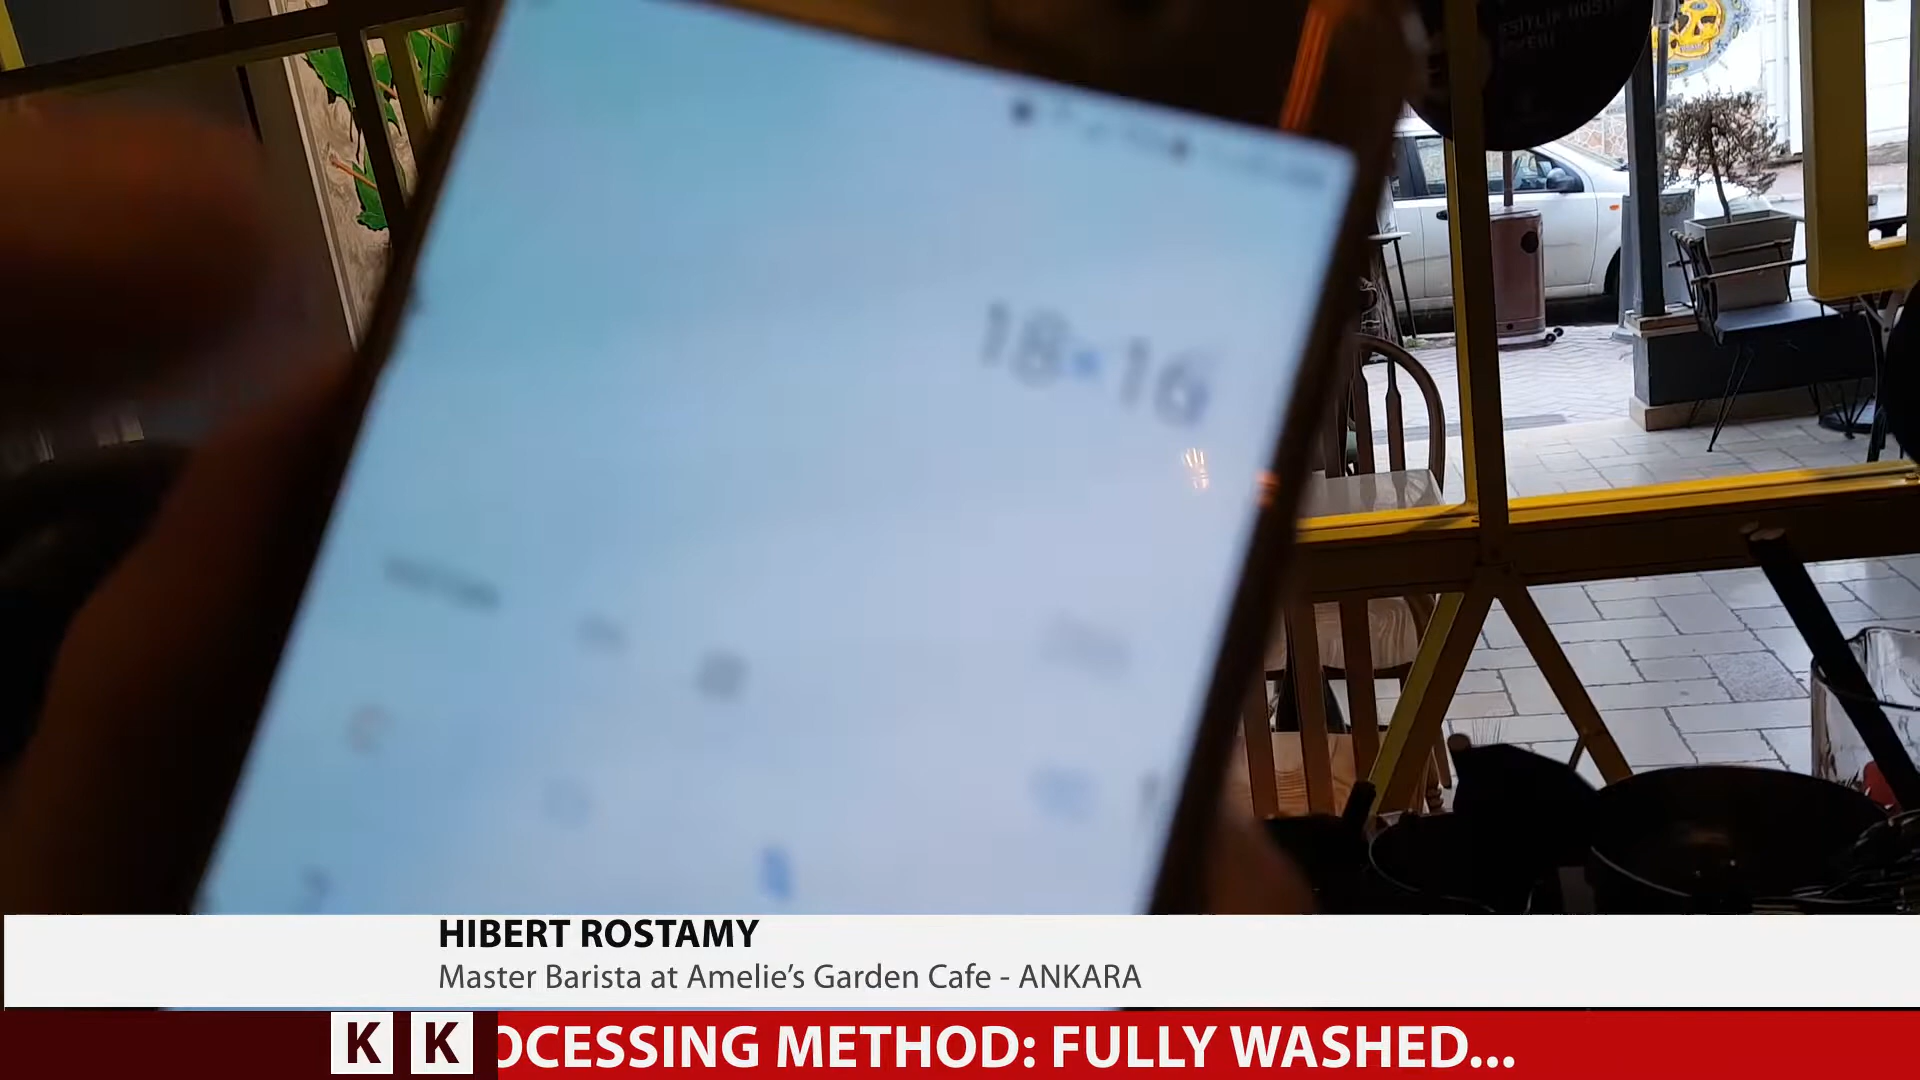 18×16
HIBERT ROSTAMY
Master Barista at Amelie’s Garden Cafe - ANKARA
K K OCESSING METHOD: FULLY WASHED...